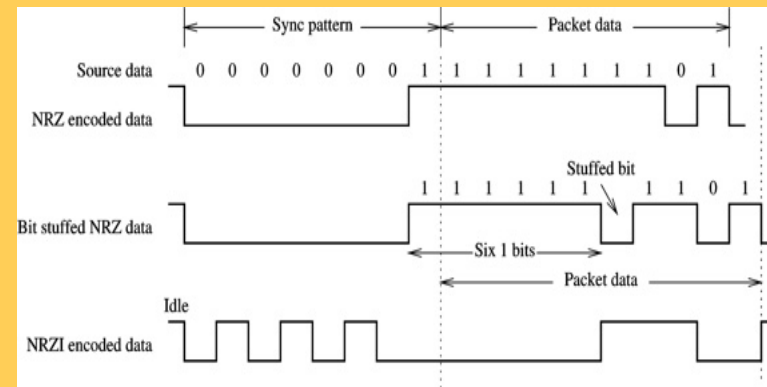 Sync pattern Packet data
Source data 0 0 0 0 0 0 0 1 1 1 1 1 1 1 1 0 1
NRZ encoded data
Stuffed bit
1 1 1 1 1 1 1 1 0 1
Bit stuffed NRZ data
Six 1 bits
Packet data
Idle
NRZI encoded data